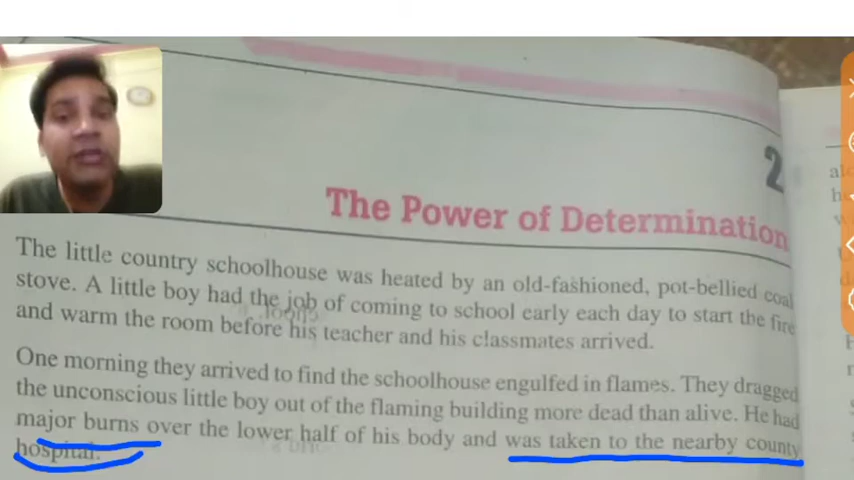 2
The Power of Determination
The little country schoolhouse was heated by an old-fashioned, pot-bellied coal
stove. A little boy had the job of coming to school early each day to start the fire
and warm the room before his teacher and his classmates arrived.
One morning they arrived to find the schoolhouse engulfed in flames. They dragged
the unconscious little boy out of the flaming building more dead than alive. He had
major burns over the lower half of his body and was taken to the nearby county
hospital.